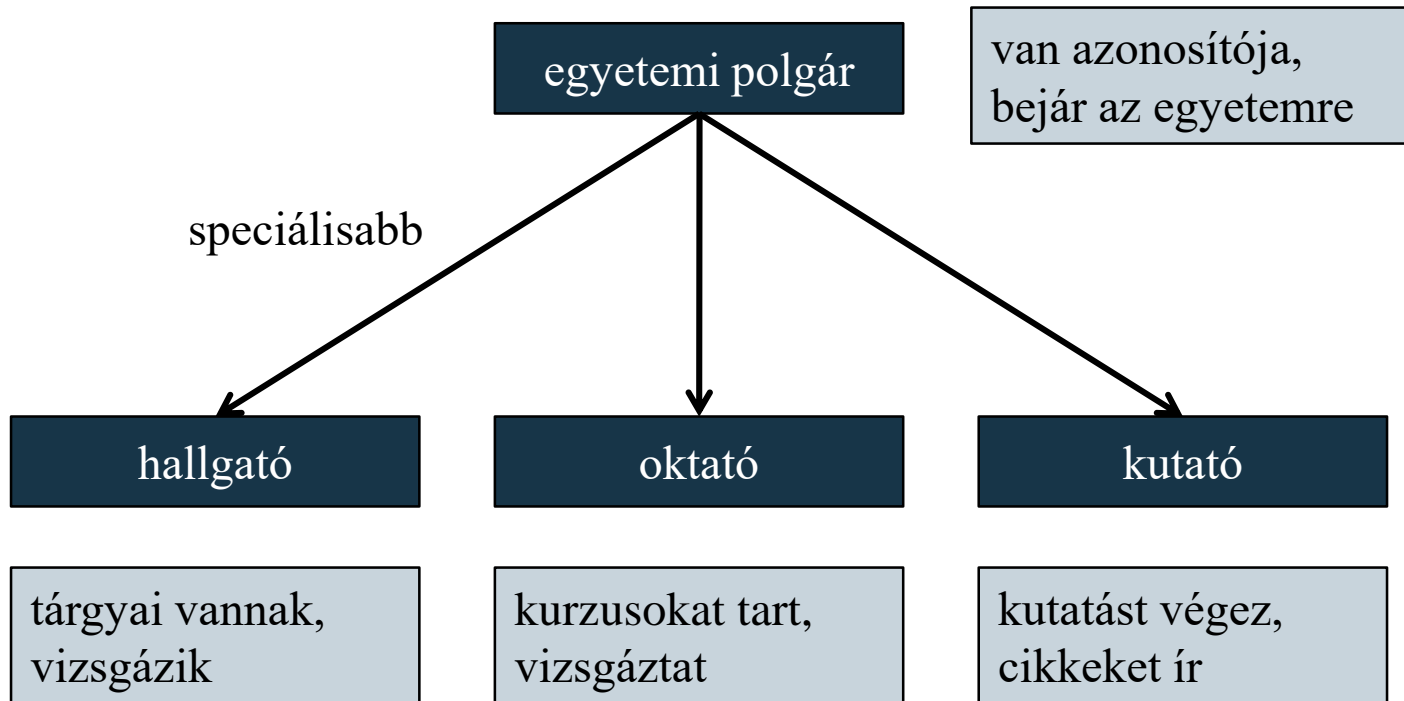 egyetemi polgár
van azonosítója,
bejár az egyetemre
speciálisabb
hallgató
oktató
kutató
tárgyai vannak,
vizsgázik
kurzusokat tart,
vizsgáztat
kutatást végez,
cikkeket ír